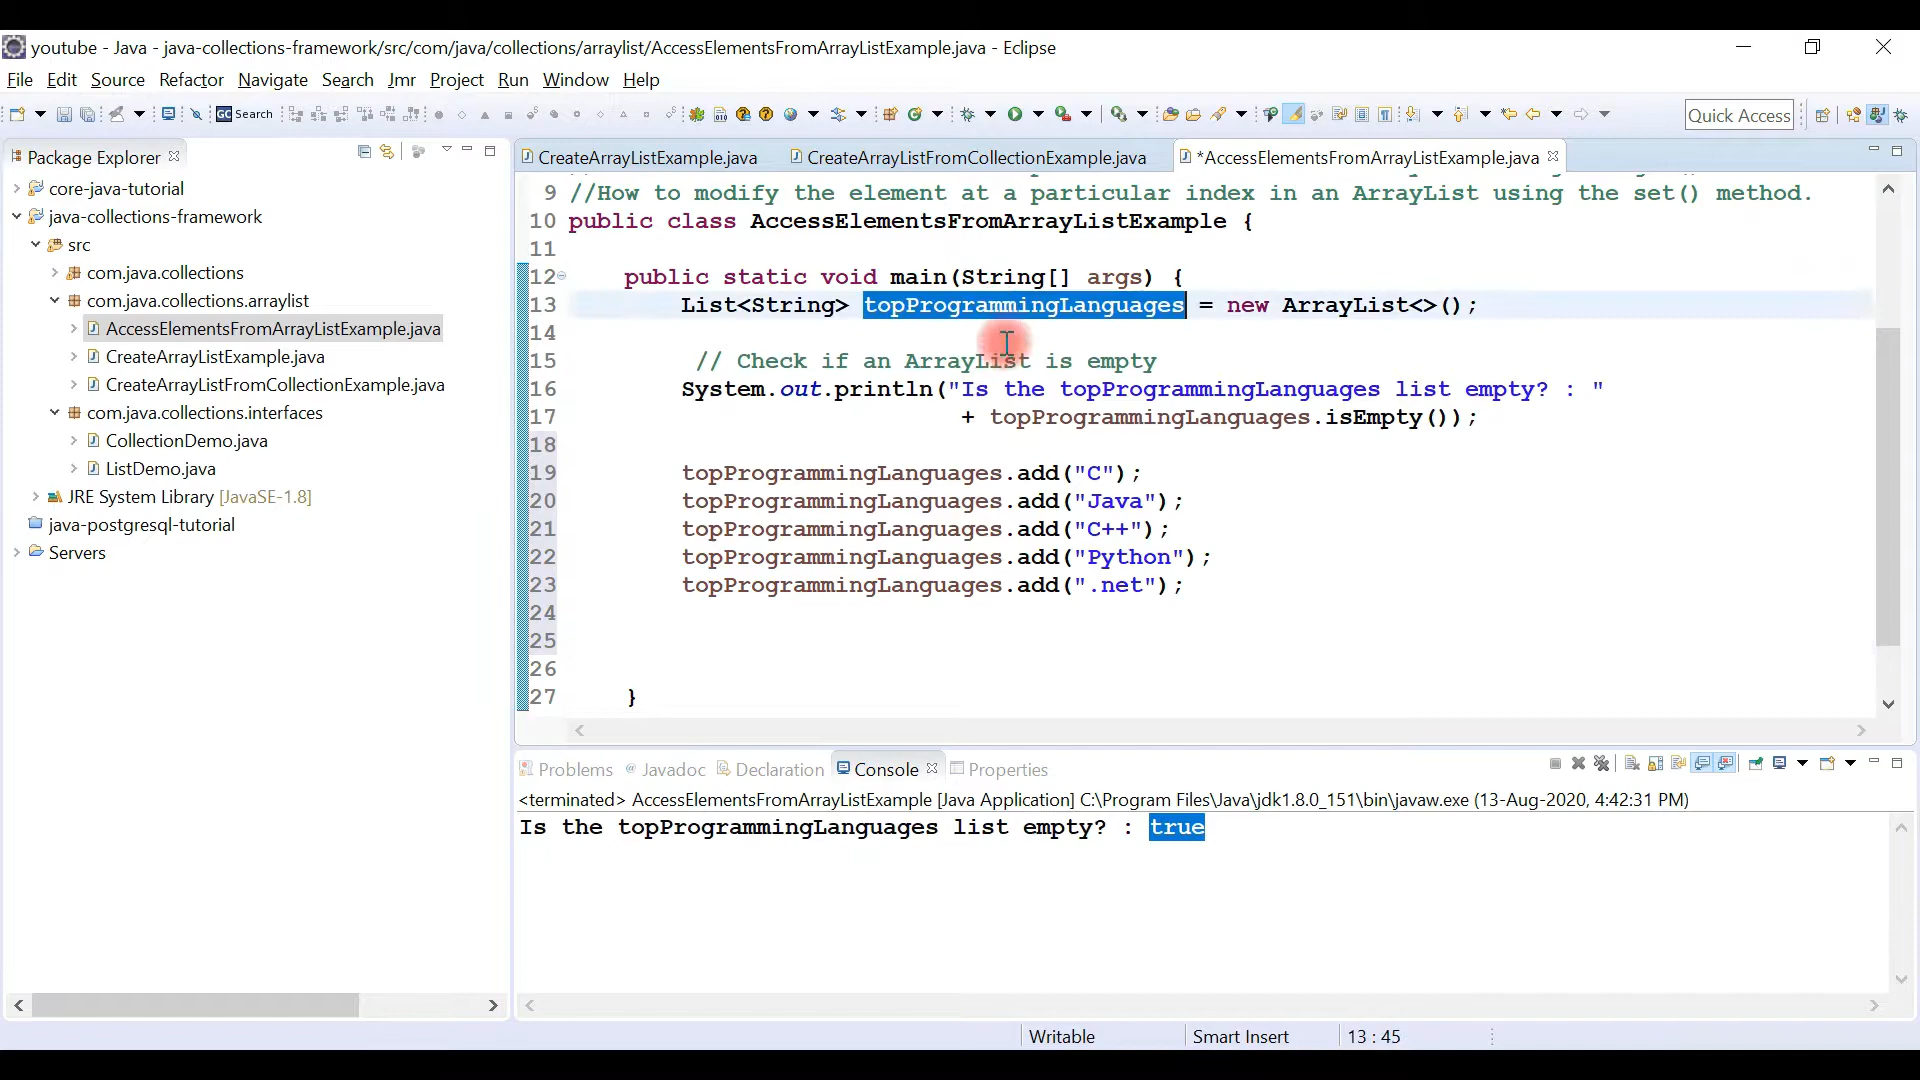 youtube - Java - java-collections-framework/src/com/java/collections/arraylist/AccessElementsFromArrayListExample.java - Eclipse
File Edit Source Refactor Navigate Search Jmr Project Run Window Help
GC Search
Quick Access
Package Explorer
core-java-tutorial
java-collections-framework
src
com.java.collections
com.java.collections.arraylist
AccessElementsFromArrayListExample.java
CreateArrayListExample.java
CreateArrayListFromCollectionExample.java
com.java.collections.interfaces
CollectionDemo.java
ListDemo.java
JRE System Library [JavaSE-1.8]
java-postgresql-tutorial
Servers
CreateArrayListExample.java CreateArrayListFromCollectionExample.java *AccessElementsFromArrayListExample.java
9 //How to modify the element at a particular index in an ArrayList using the set() method.
10 public class AccessElementsFromArrayListExample {
11
12 public static void main(String[] args) {
13 List<String> topProgrammingLanguages = new ArrayList<>();
14
15 // Check if an ArrayList is empty
16 System.out.println("Is the topProgrammingLanguages list empty? : "
17 + topProgrammingLanguages.isEmpty());
18
19 topProgrammingLanguages.add("C");
20 topProgrammingLanguages.add("Java");
21 topProgrammingLanguages.add("C++");
22 topProgrammingLanguages.add("Python");
23 topProgrammingLanguages.add(".net");
24
25
26
27 }
Problems Javadoc Declaration Console Properties
<terminated> AccessElementsFromArrayListExample [Java Application] C:\Program Files\Java\jdk1.8.0_151\bin\javaw.exe (13-Aug-2020, 4:42:31 PM)
Is the topProgrammingLanguages list empty? : true
Writable Smart Insert 13 : 45